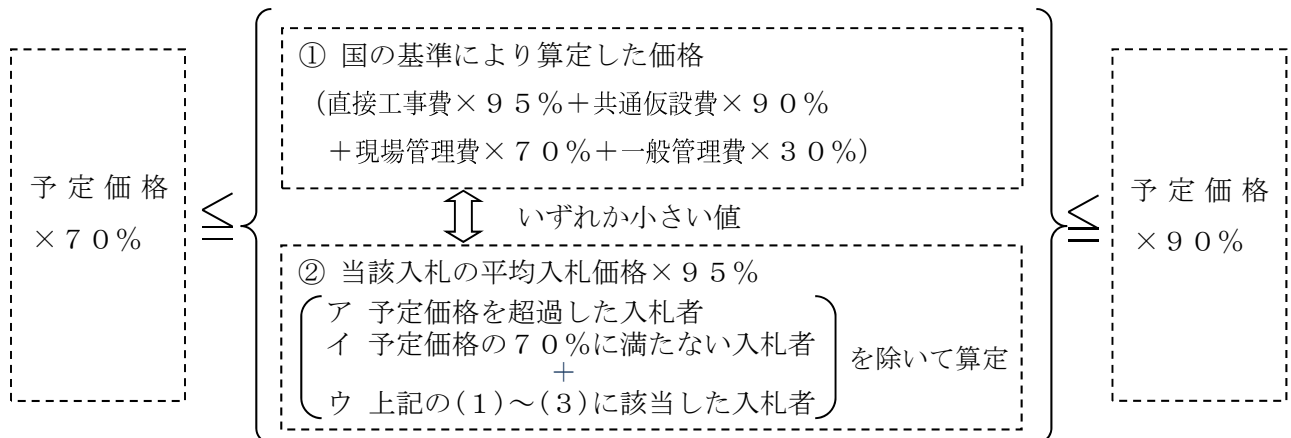 予定価格
×７０％
≦
① 国の基準により算定した価格
（直接工事費×９５％＋共通仮設費×９０％
＋現場管理費×７０％＋一般管理費×３０％）
いずれか小さい値
② 当該入札の平均入札価格×９５％
ア 予定価格を超過した入札者
イ 予定価格の７０％に満たない入札者
＋
ウ 上記の(１)～(３)に該当した入札者
を除いて算定
≦
予定価格
×９０％